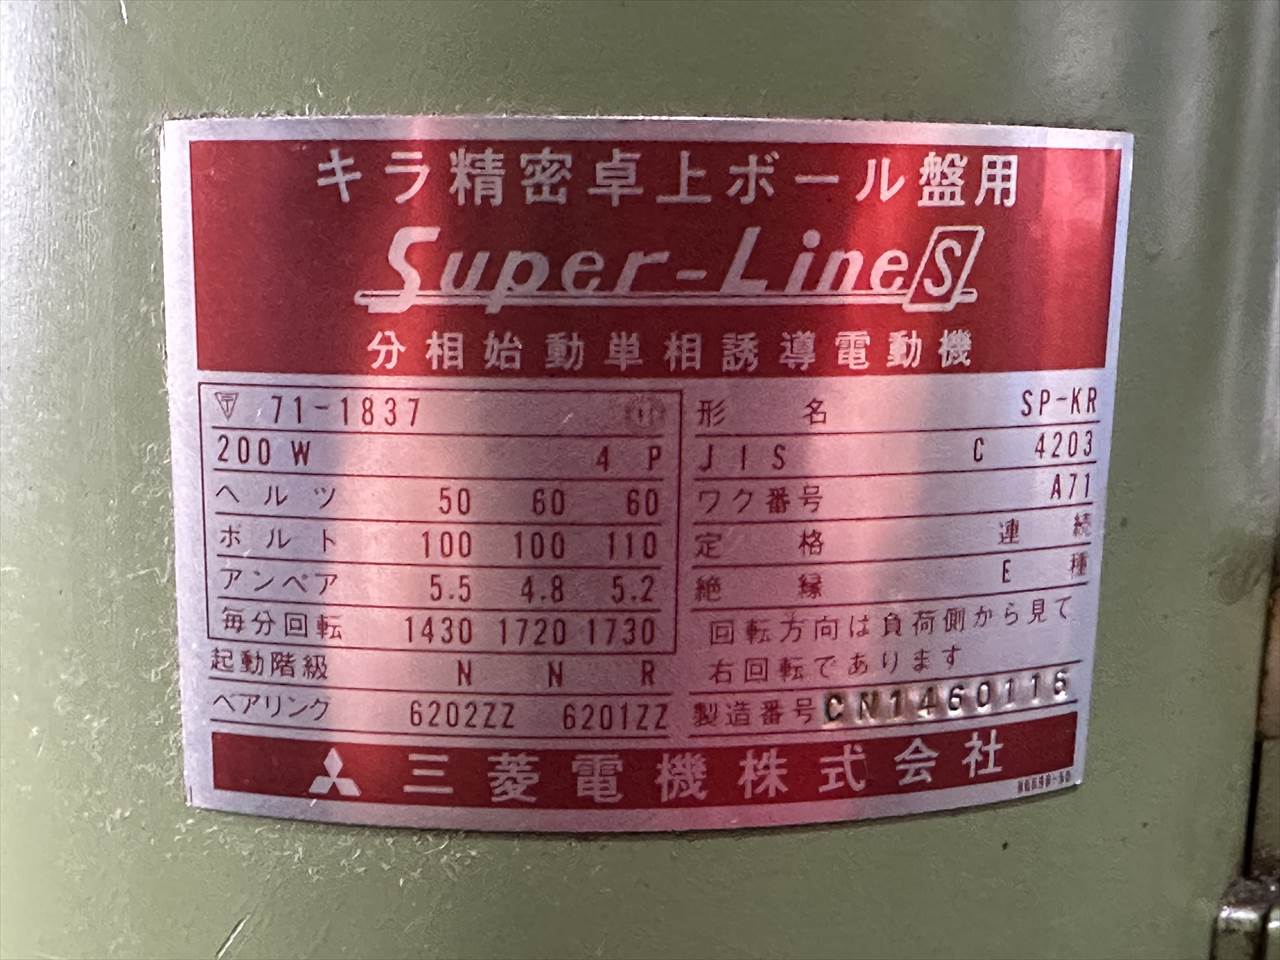 キラ精密卓上ボール盤用
Super-Line S
分相始動単相誘導電動機
〒 71-1837
200 W 4 P
ヘルツ 50 60 60
ボルト 100 100 110
アンペア 5.5 4.8 5.2
毎分回転 1430 1720 1730
起動階級 N N R
ベアリング 6202ZZ 6201ZZ
形名 SP-KR
JIS C 4203
ワク番号 A71
定格 連続
絶縁 E種
回転方向は負荷側から見て
右回転であります
製造番号 CN1460116
三菱電機株式会社